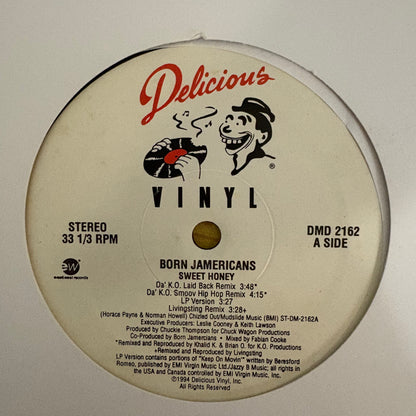 Delicious
VINYL
®
STEREO
33 1/3 RPM
DMD 2162
A SIDE
ew
eastwest records
BORN JAMERICANS
SWEET HONEY
Da' K.O. Laid Back Remix 3:48*
Da' K.O. Smoov Hip Hop Remix 4:15*
LP Version 3:27
Livingsting Remix 3:28+
(Horace Payne & Norman Howell) Chizled Out/Mudslide Music (BMI) ST-DM-2162A
Executive Producers: Leslie Cooney & Keith Lawson
Produced by Chuckie Thompson for Chuck Wagon Productions
Co-Produced by Born Jamericans • Mixed by Fabian Cooke
*Remixed and Reproduced by Khalid K. & Brian O. for K.O. Productions
+Remixed and Reproduced by Livingsting
LP Version contains portions of "Keep On Movin'" written by Beresford
Romeo, Virgin Music Ltd./Jazzy B Music; all rights in
the USA and Canada controlled by EMI Virgin Music, Inc.
℗1994 Delicious Vinyl, Inc.
All Rights Reserved